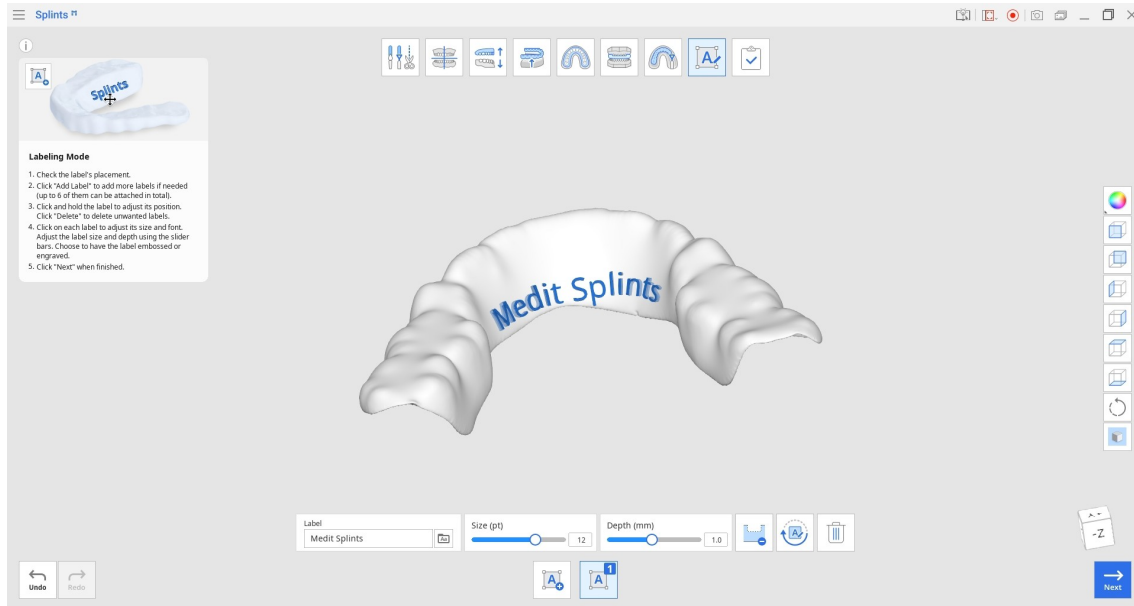 Splints
Splints
Labeling Mode
1. Check the label's placement.
2. Click "Add Label" to add more labels if needed
(up to 6 of them can be attached in total).
3. Click and hold the label to adjust its position.
Click "Delete" to delete unwanted labels.
4. Click on each label to adjust its size and font.
Adjust the label size and depth using the slider
bars. Choose to have the label embossed or
engraved.
5. Click "Next" when finished.
Medit Splints
Label
Medit Splints
Aa
Size (pt)
12
Depth (mm)
1.0
A
A
1
-Z
Undo
Redo
Next